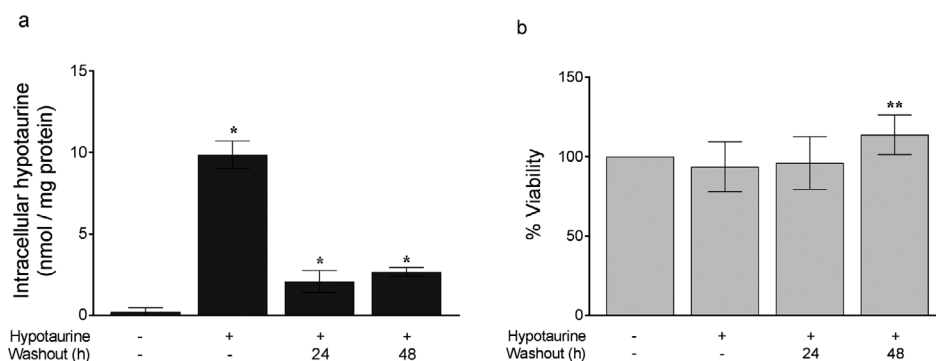 a
Intracellular hypotaurine
(nmol / mg protein)
15
10
5
0
*
*
*
Hypotaurine - + + +
Washout (h) - - 24 48
b
% Viability
150
100
50
0
**
Hypotaurine - + + +
Washout (h) - - 24 48